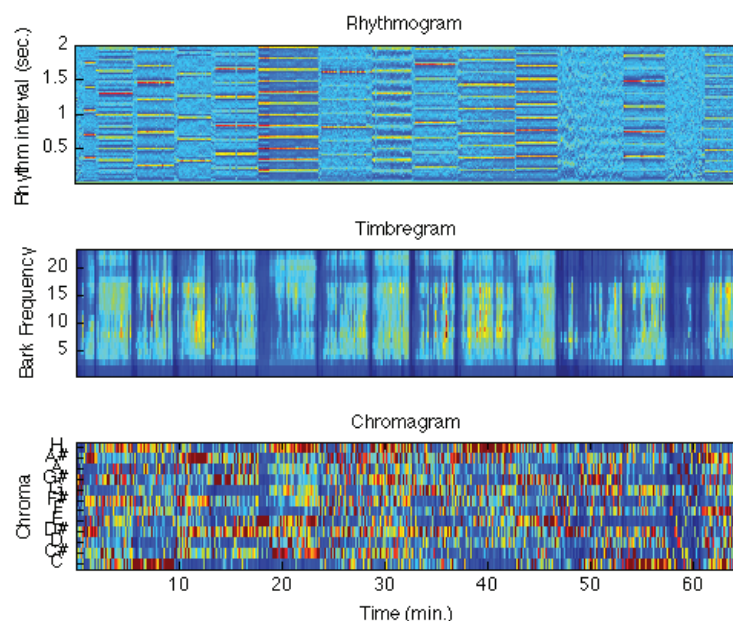 Rhythmogram
Rhythm interval (sec.)
2
1.5
1
0.5
Timbregram
Bark Frequency
20
15
10
5
Chromagram
Chroma
H
A#
A
G#
G
F#
F
E
D#
D
C#
C
10
20
30
40
50
60
Time (min.)